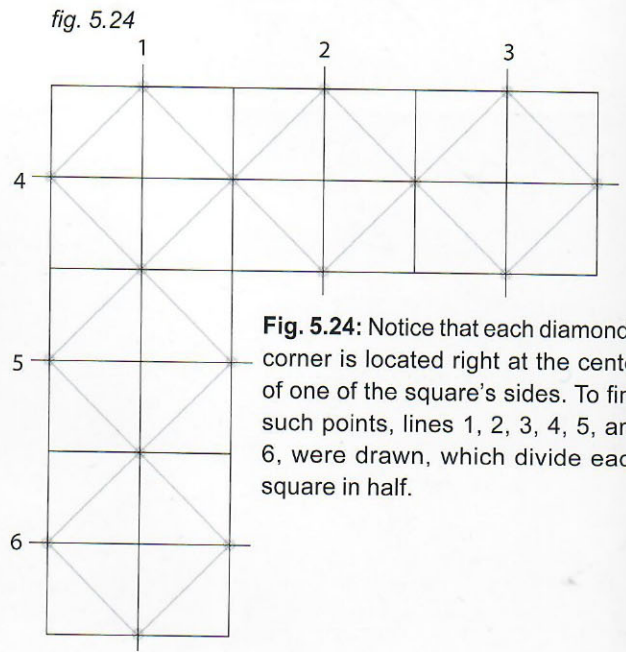 fig. 5.24
1 2 3
4
Fig. 5.24: Notice that each diamond
corner is located right at the cent
5
of one of the square's sides. To fin
such points, lines 1, 2, 3, 4, 5, an
6, were drawn, which divide eac
square in half.
6